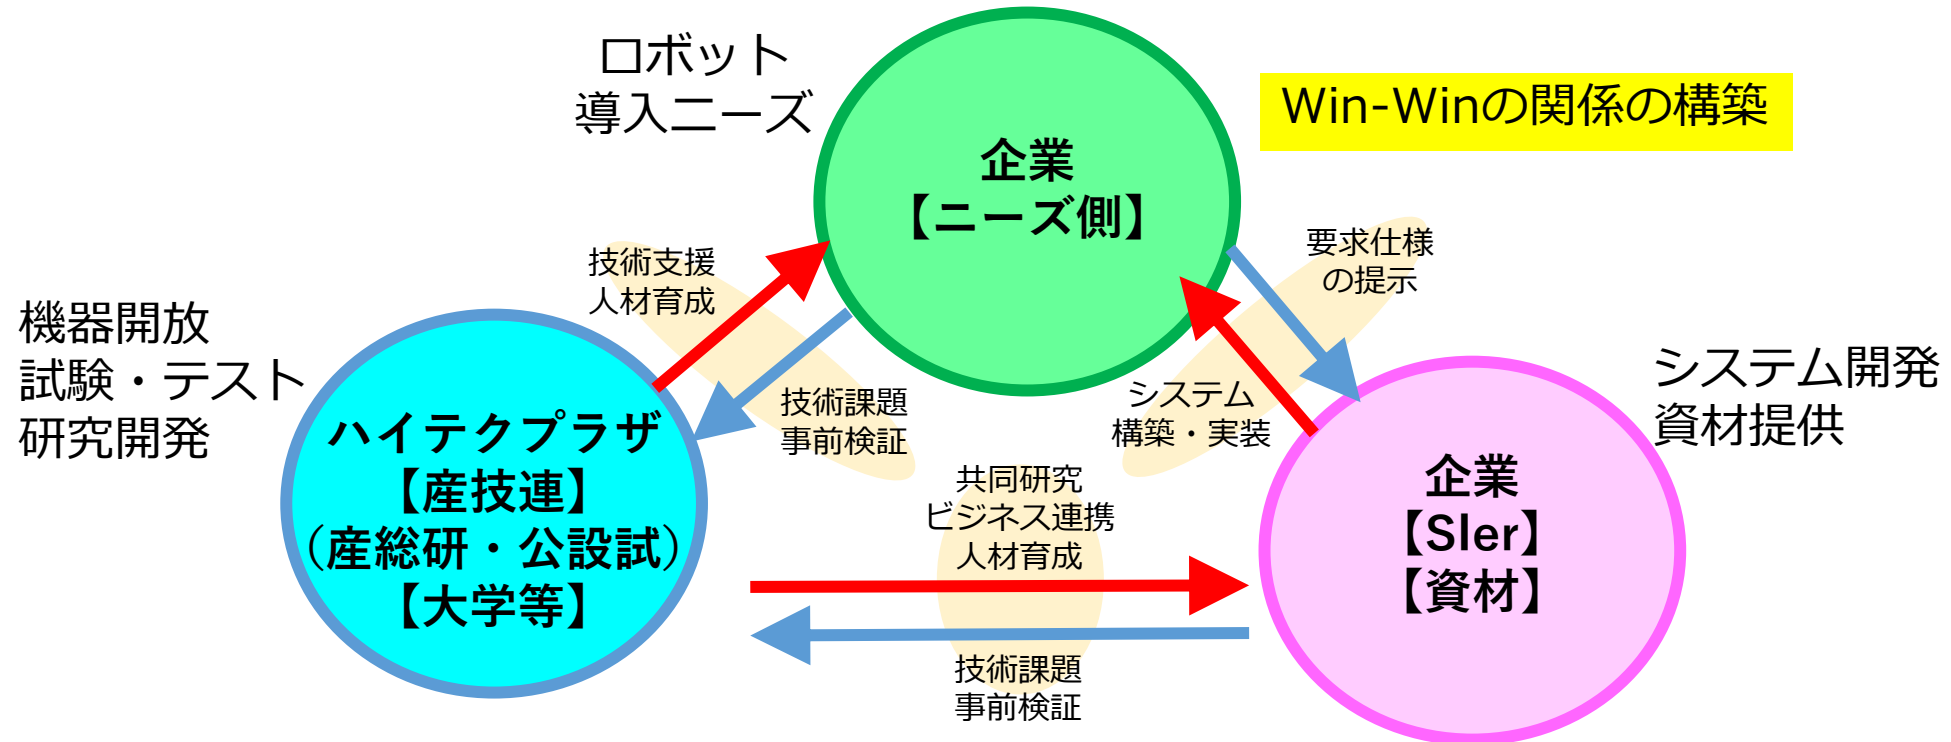 ロボット
導入ニーズ
企業
【ニーズ側】
Win-Winの関係の構築
技術支援
人材育成
要求仕様
の提示
機器開放
試験・テスト
研究開発
ハイテクプラザ
【産技連】
（産総研・公設試）
【大学等】
技術課題
事前検証
システム
構築・実装
システム開発
資材提供
企業
【SIer】
【資材】
共同研究
ビジネス連携
人材育成
技術課題
事前検証